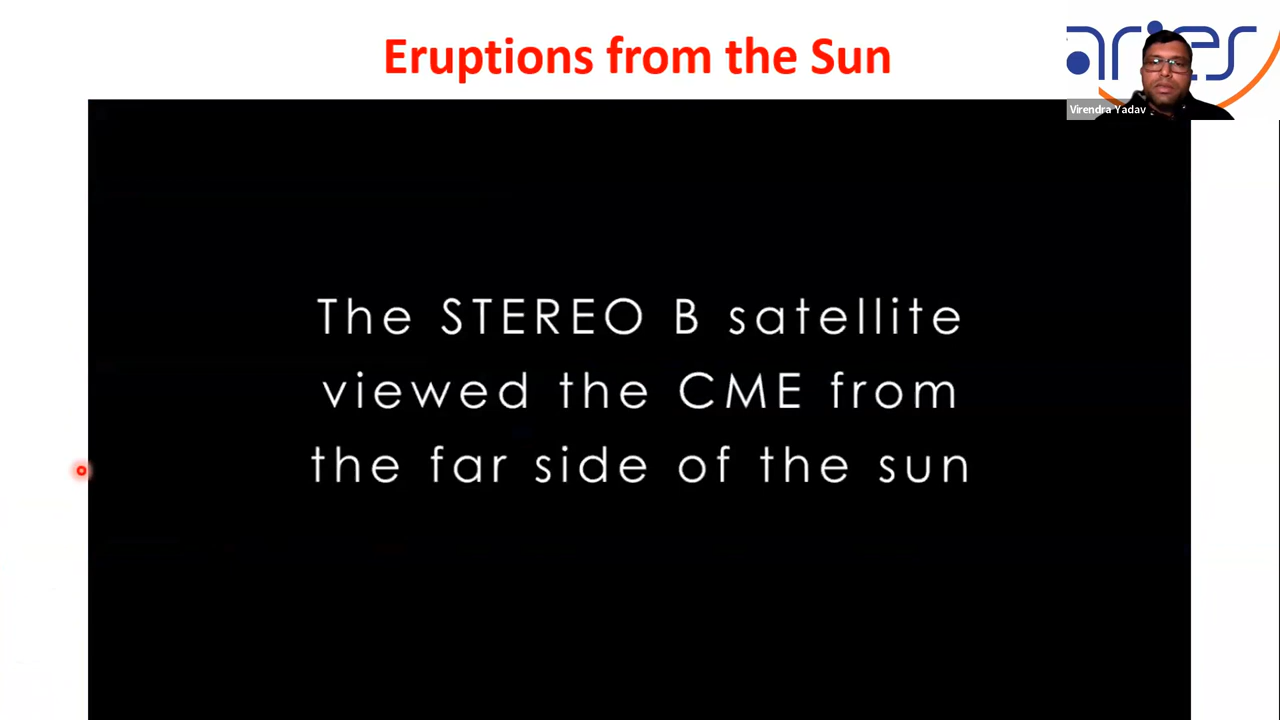 Eruptions from the Sun
aries
Virendra Yadav
The STEREO B satellite
viewed the CME from
the far side of the sun